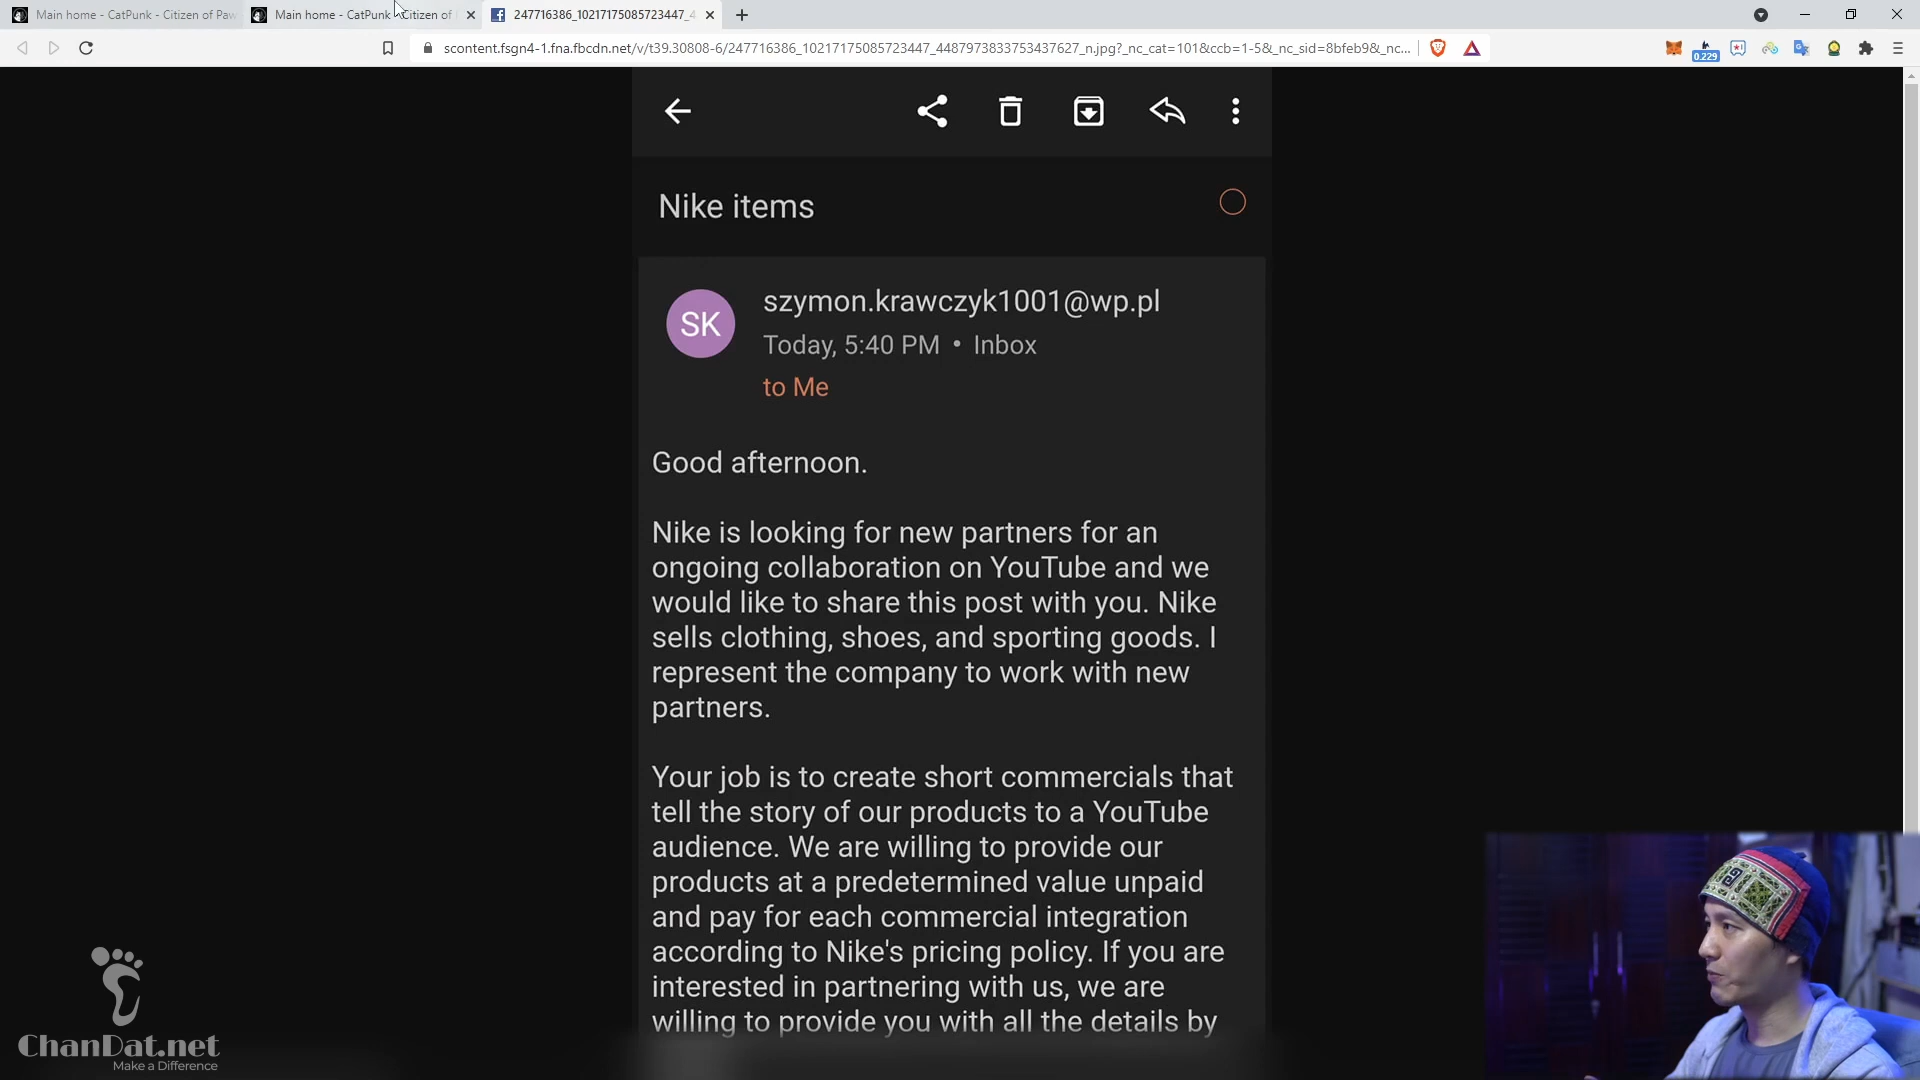 Main home - CatPunk - Citizen of Paw
Main home - CatPunk - Citizen of
247716386_10217175085723447_4
scontent.fsgn4-1.fna.fbcdn.net/v/t39.30808-6/247716386_10217175085723447_4487973833753437627_n.jpg?_nc_cat=101&ccb=1-5&_nc_sid=8bfeb9&_nc...
0.229
Nike items
SK
szymon.krawczyk1001@wp.pl
Today, 5:40 PM • Inbox
to Me
Good afternoon.
Nike is looking for new partners for an
ongoing collaboration on YouTube and we
would like to share this post with you. Nike
sells clothing, shoes, and sporting goods. I
represent the company to work with new
partners.
Your job is to create short commercials that
tell the story of our products to a YouTube
audience. We are willing to provide our
products at a predetermined value unpaid
and pay for each commercial integration
according to Nike's pricing policy. If you are
interested in partnering with us, we are
willing to provide you with all the details by
ChanDat.net
Make a Difference